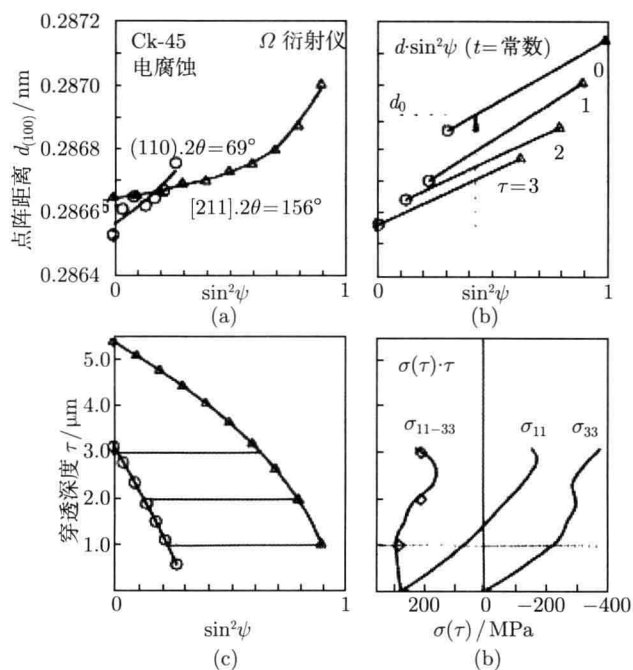 Ck-45
电腐蚀
Ω 衍射仪
(110).2θ=69°
[211].2θ=156°
点阵距离 d(100)/nm
0.2870
0.2868
0.2866
0.2864
0
1
sin²ψ
(a)
d·sin²ψ (t=常数)
d₀
0
1
2
τ=3
0
1
sin²ψ
(b)
穿透深度 τ/μm
5.0
4.0
3.0
2.0
1.0
0
1
sin²ψ
(c)
σ(τ)·τ
σ₁₁₋₃₃
σ₁₁
σ₃₃
200
0
−200
−400
σ(τ)/MPa
(b)